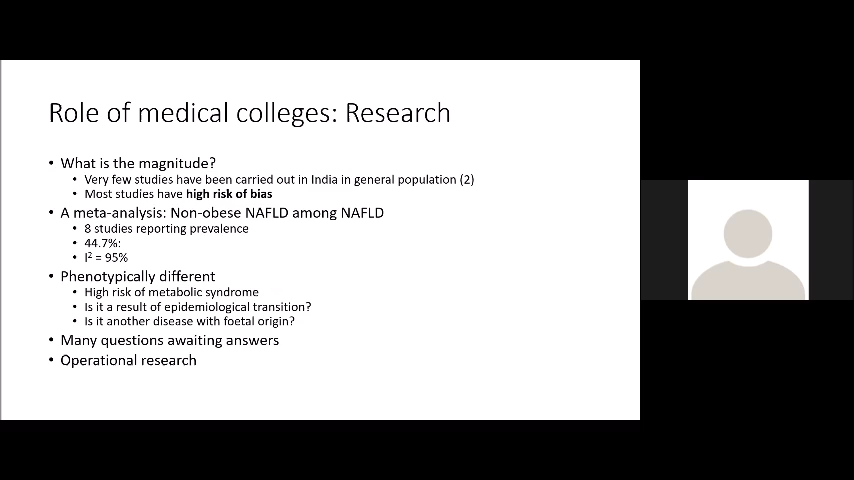 Role of medical colleges: Research
• What is the magnitude?
• Very few studies have been carried out in India in general population (2)
• Most studies have high risk of bias
• A meta-analysis: Non-obese NAFLD among NAFLD
• 8 studies reporting prevalence
• 44.7%:
• I² = 95%
• Phenotypically different
• High risk of metabolic syndrome
• Is it a result of epidemiological transition?
• Is it another disease with foetal origin?
• Many questions awaiting answers
• Operational research